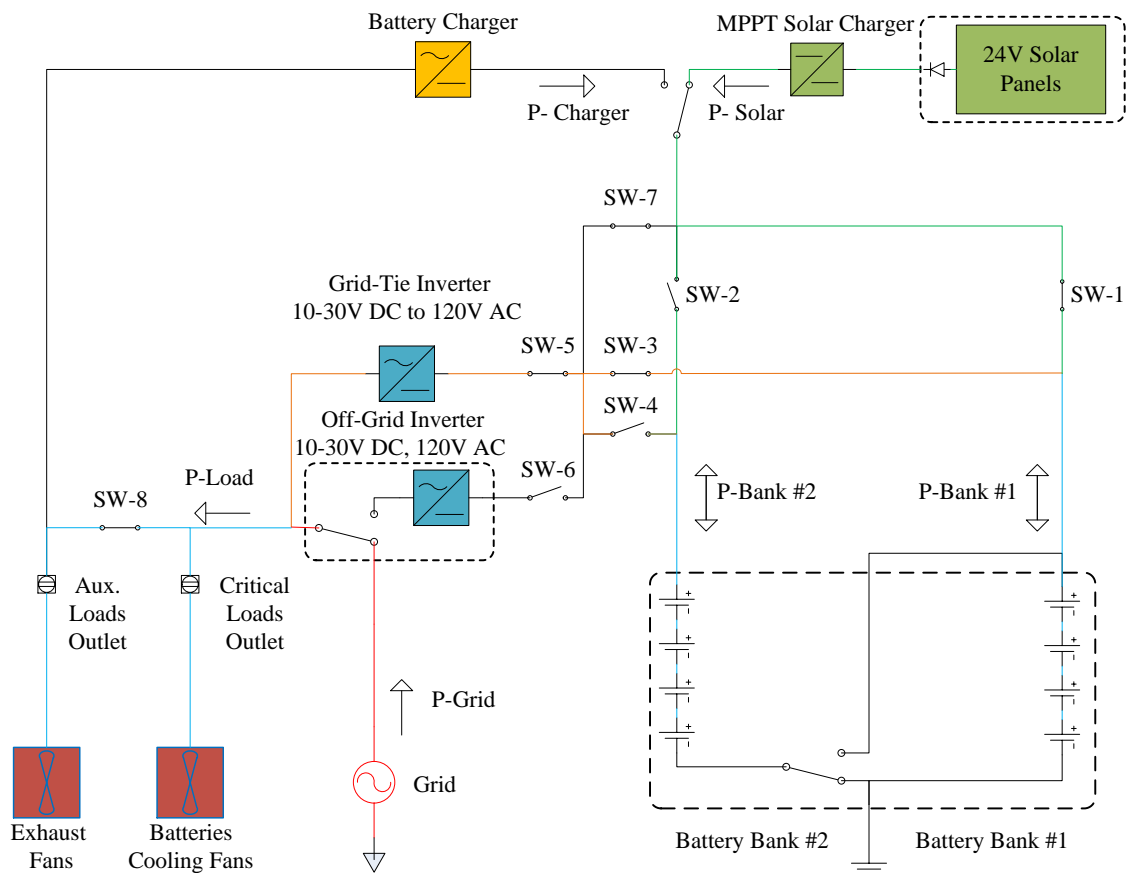 Battery Charger
MPPT Solar Charger
24V Solar
Panels
P- Charger
P- Solar
SW-7
Grid-Tie Inverter
10-30V DC to 120V AC
SW-2
SW-1
SW-5
SW-3
Off-Grid Inverter
10-30V DC, 120V AC
SW-4
SW-6
P-Load
SW-8
P-Bank #2
P-Bank #1
Aux.
Loads
Outlet
Critical
Loads
Outlet
P-Grid
Grid
Exhaust
Fans
Batteries
Cooling Fans
Battery Bank #2
Battery Bank #1